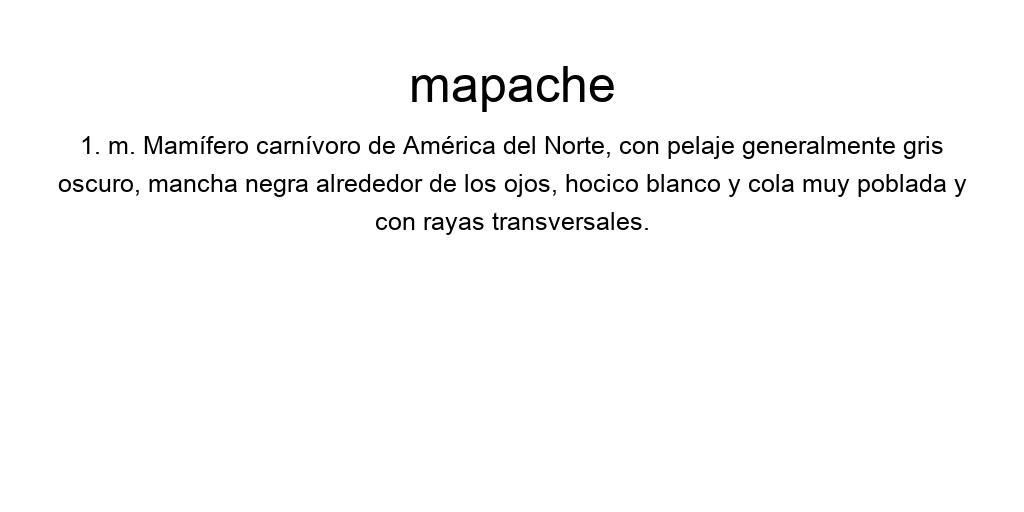 mapache
1. m. Mamífero carnívoro de América del Norte, con pelaje generalmente gris
oscuro, mancha negra alrededor de los ojos, hocico blanco y cola muy poblada y
con rayas transversales.